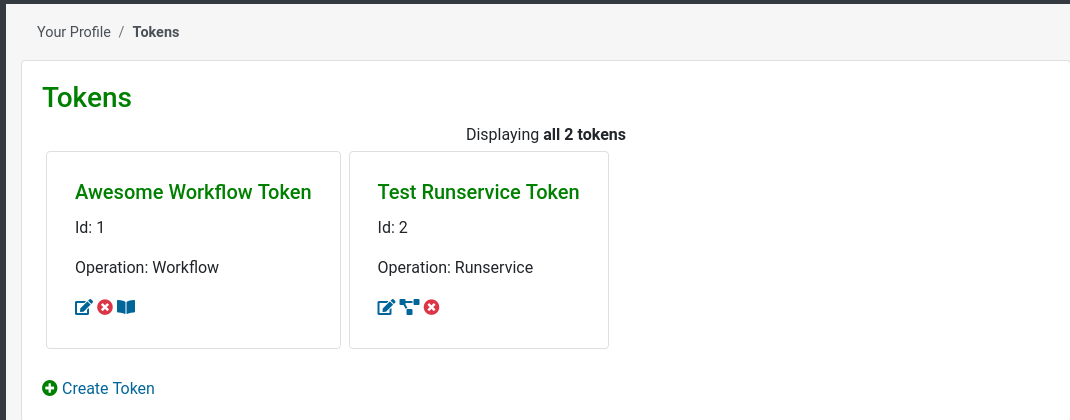 Your Profile / Tokens
Tokens
Displaying all 2 tokens
Awesome Workflow Token
Id: 1
Operation: Workflow
Test Runservice Token
Id: 2
Operation: Runservice
Create Token